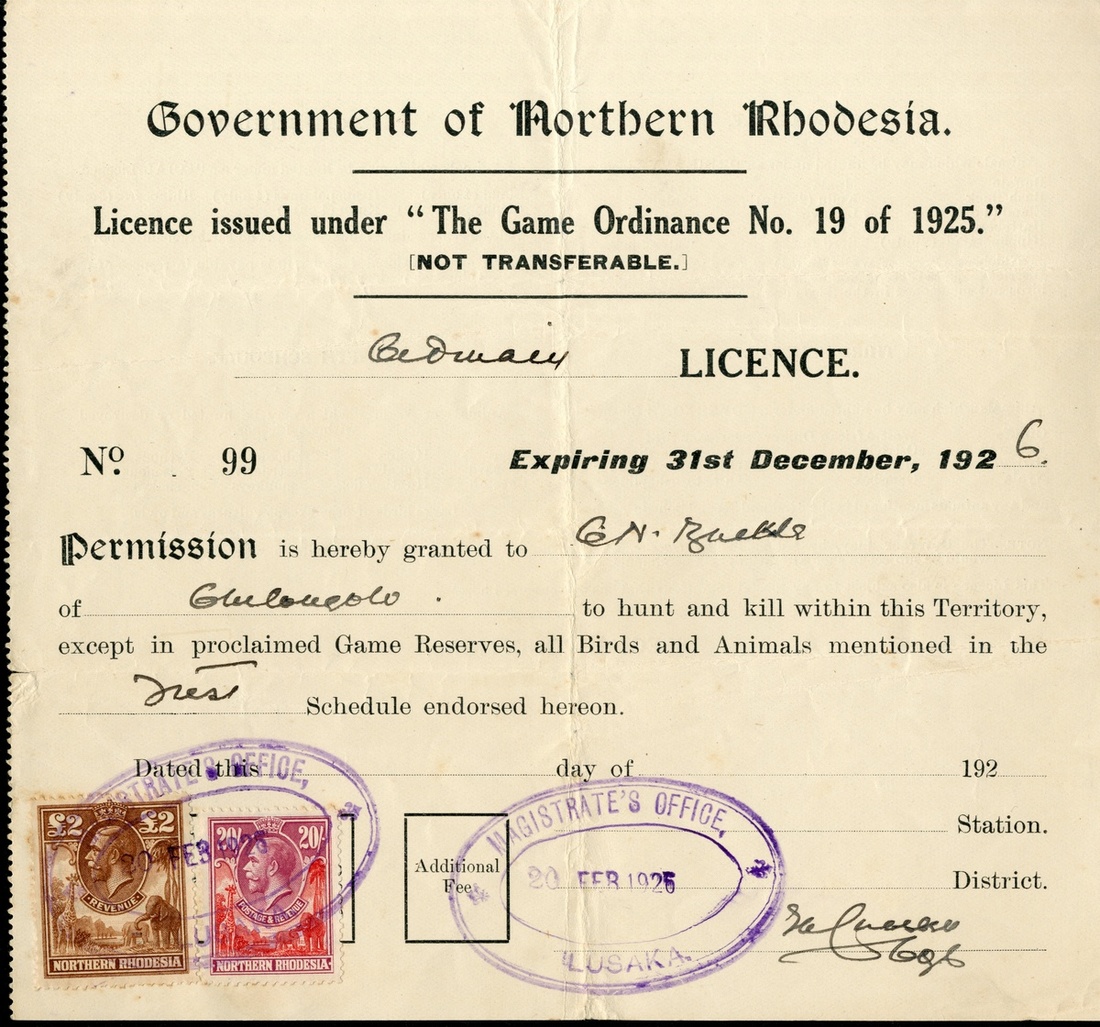 Government of Northern Rhodesia.
Licence issued under "The Game Ordinance No. 19 of 1925."
[NOT TRANSFERABLE.]
LICENCE.
No. 99 Expiring 31st December, 1926.
Permission is hereby granted to
of to hunt and kill within this Territory,
except in proclaimed Game Reserves, all Birds and Animals mentioned in the
First Schedule endorsed hereon.
Dated this day of 192
MAGISTRATE'S OFFICE,
20 FEB 1926
LUSAKA.
Station.
Additional
Fee.
District.
£2 £2
REVENUE
NORTHERN RHODESIA
20/- 20/-
POSTAGE & REVENUE
NORTHERN RHODESIA